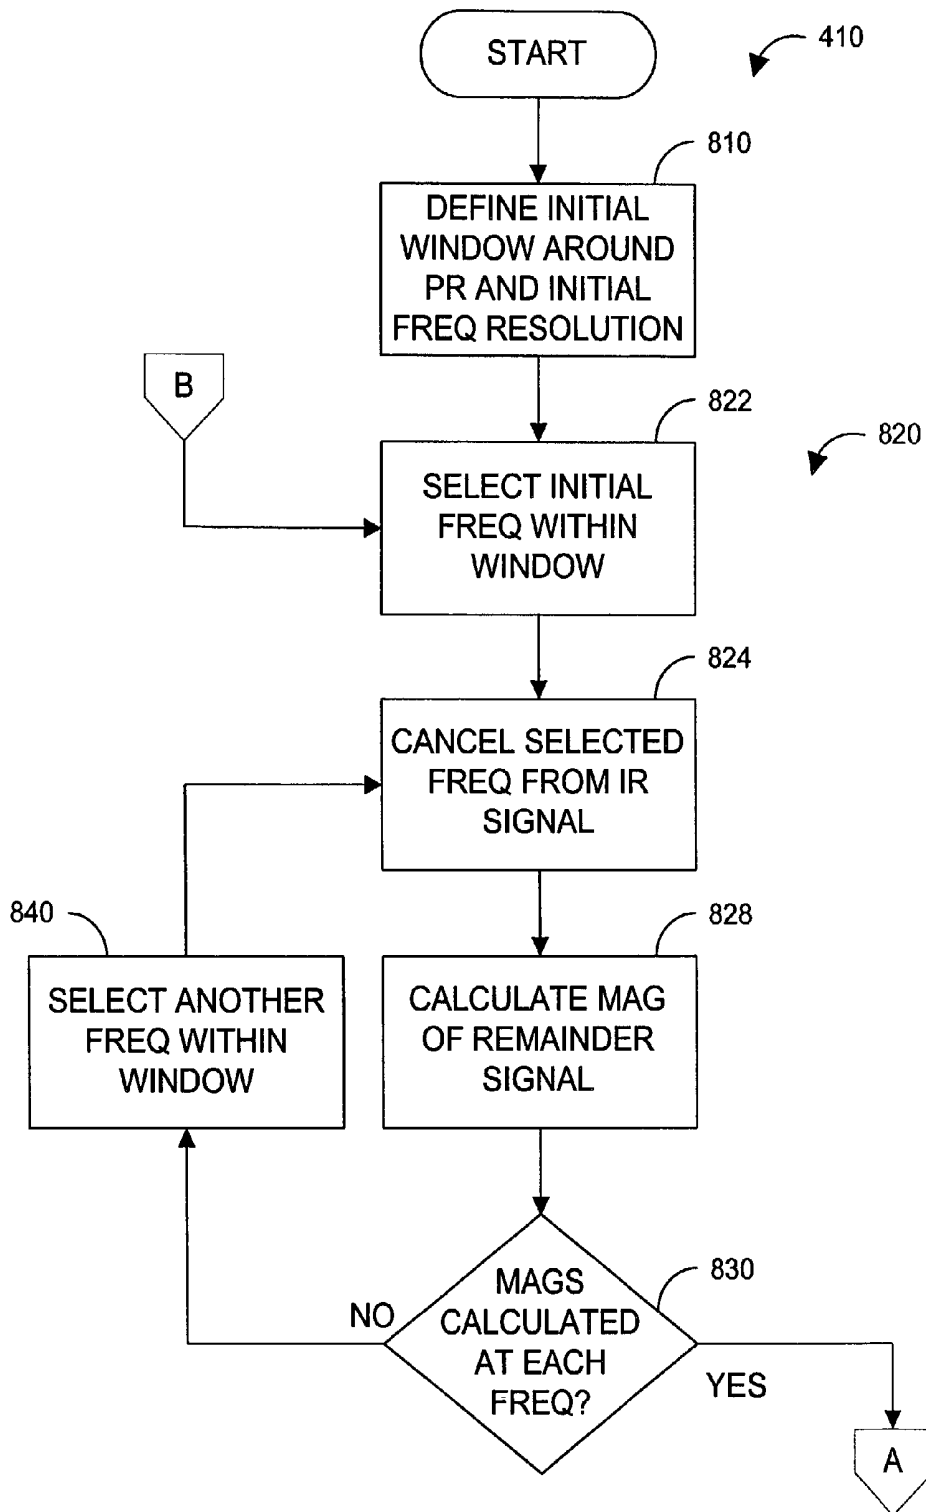 START
410
810
DEFINE INITIAL
WINDOW AROUND
PR AND INITIAL
FREQ RESOLUTION
B
822
820
SELECT INITIAL
FREQ WITHIN
WINDOW
824
CANCEL SELECTED
FREQ FROM IR
SIGNAL
840
828
SELECT ANOTHER
FREQ WITHIN
WINDOW
CALCULATE MAG
OF REMAINDER
SIGNAL
830
MAGS
CALCULATED
AT EACH
FREQ?
NO
YES
A